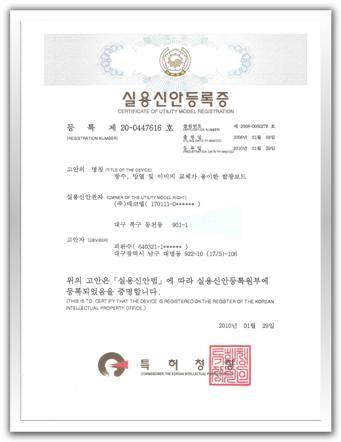 실용신안등록증
CERTIFICATE OF UTILITY MODEL REGISTRATION
등 록 제 20-0447616 호
(REGISTRATION NUMBER)
출원번호 제 2008-0000278 호
(APPLICATION NUMBER)
출 원 일 2008년 01월 08일
(FILING DATE:YY/MM/DD)
등 록 일 2010년 01월 29일
(REGISTRATION DATE:YY/MM/DD)
고안의 명칭 (TITLE OF THE DEVICE)
방수, 방열 및 이미지 교체가 용이한 발광보드
실용신안권자 (OWNER OF THE UTILITY MODEL RIGHT)
(주)테코텔( 170111-0****** )
대구 북구 동천동 901-1
고안자 (DEVISER)
( 640321-1****** )
대구광역시 남구 대명동 922-10 (17/5)-106
위의 고안은「실용신안법」에 따라 실용신안등록원부에
등록되었음을 증명합니다.
(THIS IS TO CERTIFY THAT THE DEVICE IS REGISTERED ON THE REGISTER OF THE KOREAN
INTELLECTUAL PROPERTY OFFICE.)
2010년 01월 29일
특 허 청 장
COMMISSIONER, THE KOREAN INTELLECTUAL PROPERTY